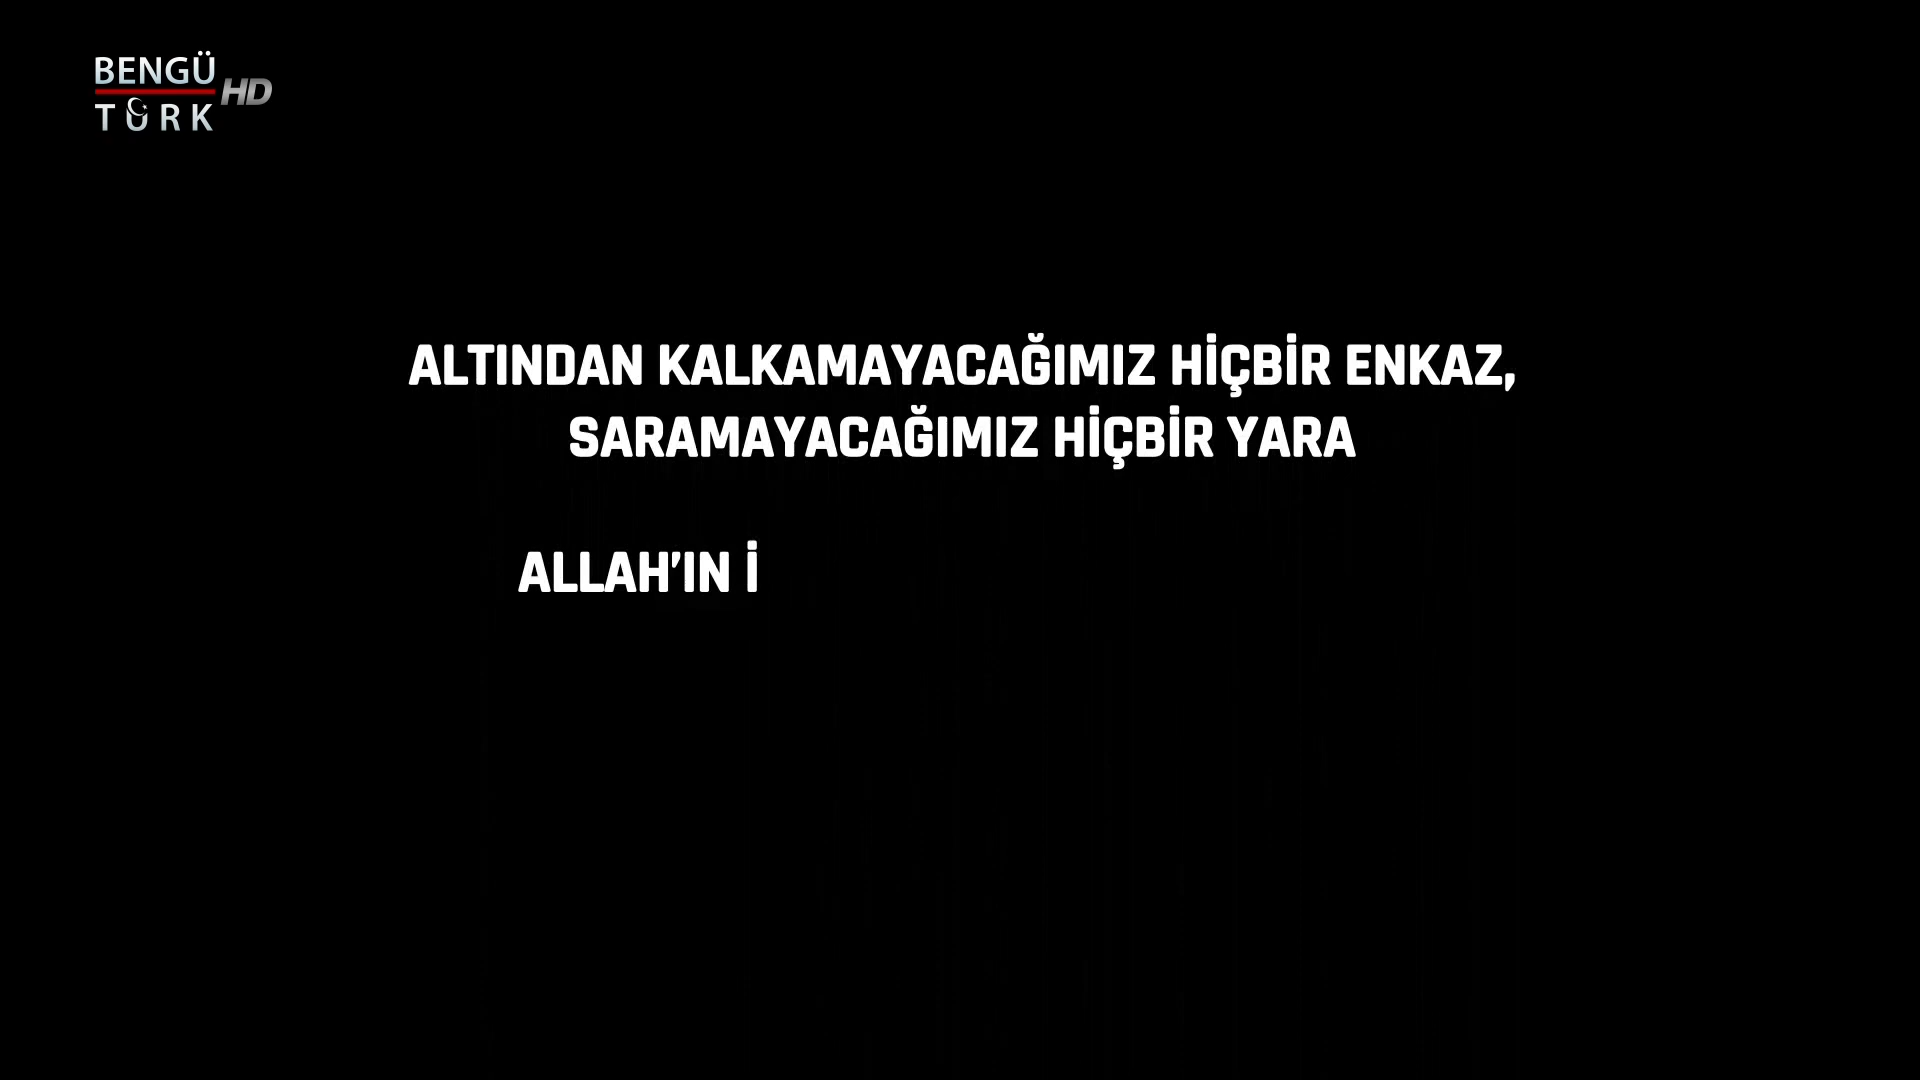 BENGÜ
TÜRK HD
ALTINDAN KALKAMAYACAĞIMIZ HİÇBİR ENKAZ,
SARAMAYACAĞIMIZ HİÇBİR YARA
ALLAH'IN İ